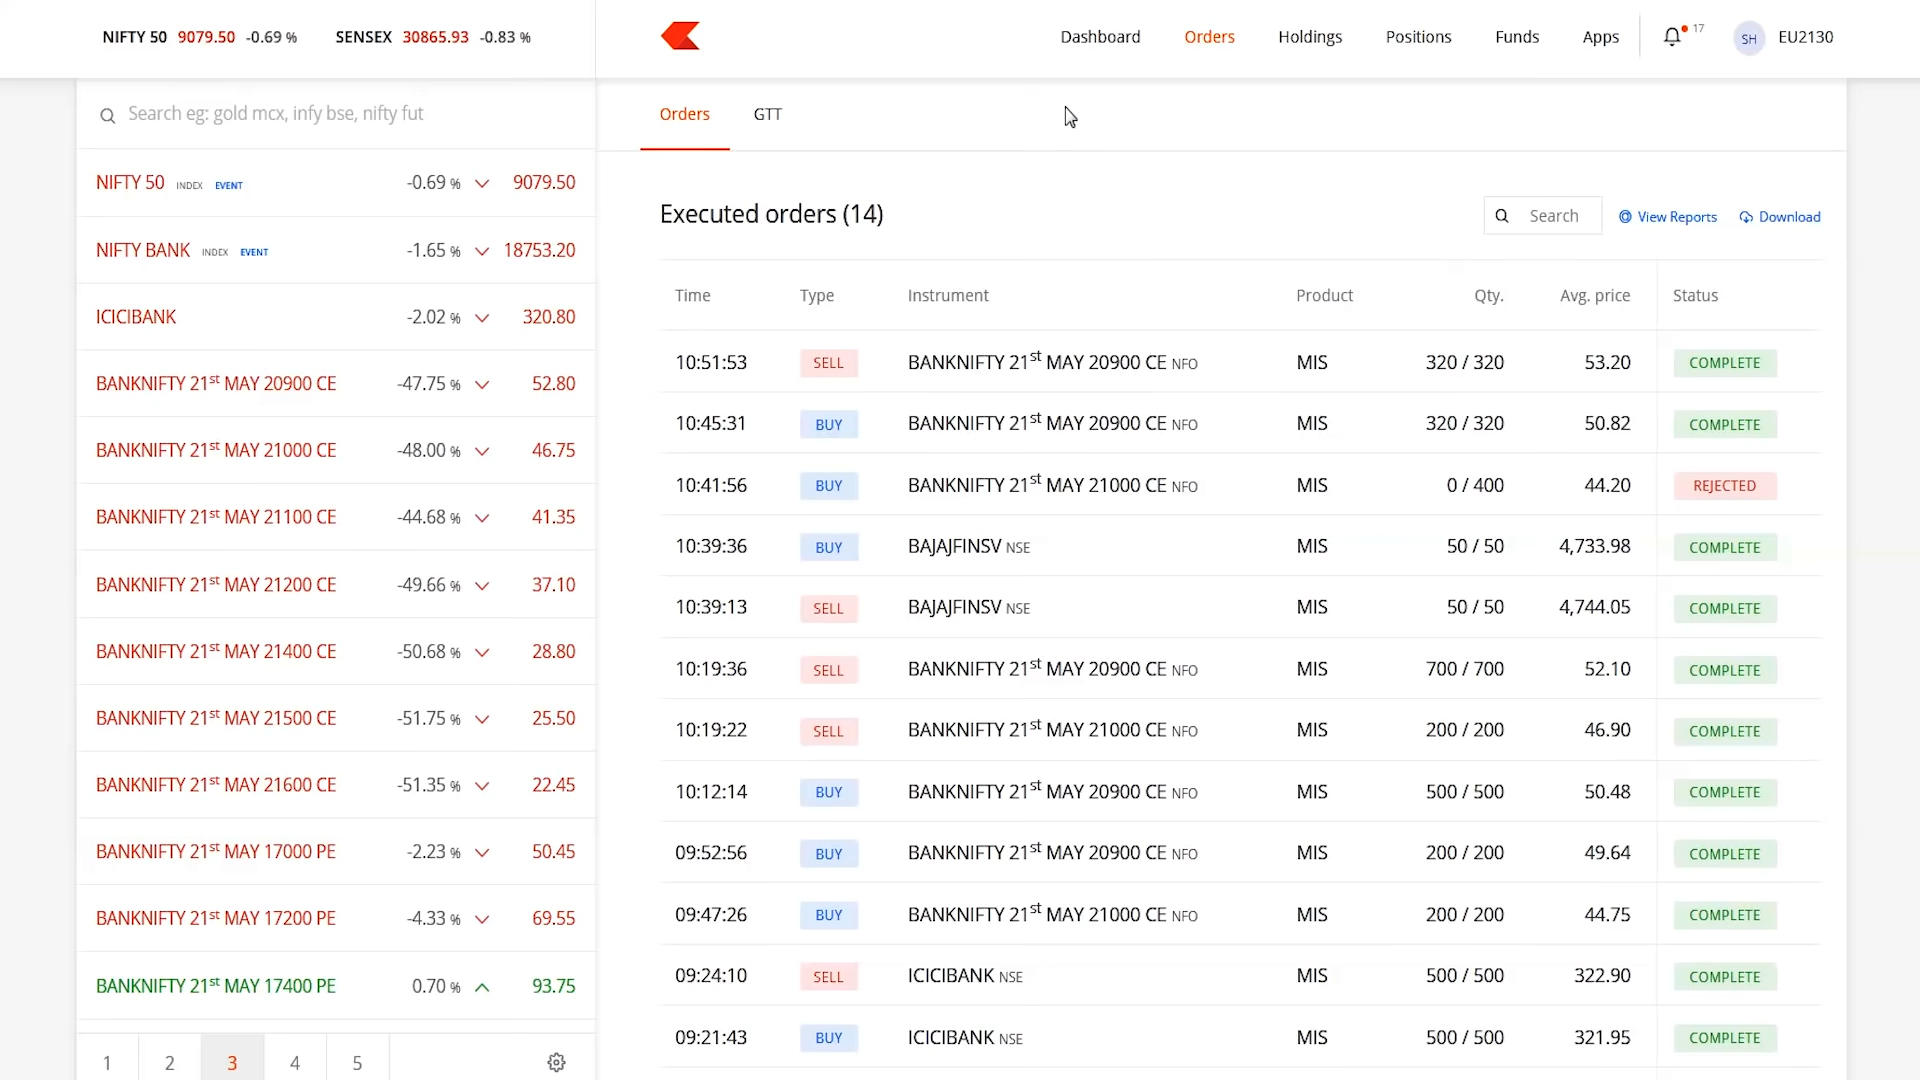 NIFTY 50 9079.50 -0.69 % SENSEX 30865.93 -0.83 %
Dashboard Orders Holdings Positions Funds Apps 17 SH EU2130
Search eg: gold mcx, infy bse, nifty fut
NIFTY 50 INDEX EVENT -0.69 % 9079.50
NIFTY BANK INDEX EVENT -1.65 % 18753.20
ICICIBANK -2.02 % 320.80
BANKNIFTY 21st MAY 20900 CE -47.75 % 52.80
BANKNIFTY 21st MAY 21000 CE -48.00 % 46.75
BANKNIFTY 21st MAY 21100 CE -44.68 % 41.35
BANKNIFTY 21st MAY 21200 CE -49.66 % 37.10
BANKNIFTY 21st MAY 21400 CE -50.68 % 28.80
BANKNIFTY 21st MAY 21500 CE -51.75 % 25.50
BANKNIFTY 21st MAY 21600 CE -51.35 % 22.45
BANKNIFTY 21st MAY 17000 PE -2.23 % 50.45
BANKNIFTY 21st MAY 17200 PE -4.33 % 69.55
BANKNIFTY 21st MAY 17400 PE 0.70 % 93.75
1 2 3 4 5
Orders GTT
Executed orders (14) Search View Reports Download
Time Type Instrument Product Qty. Avg. price Status
10:51:53 SELL BANKNIFTY 21st MAY 20900 CE NFO MIS 320 / 320 53.20 COMPLETE
10:45:31 BUY BANKNIFTY 21st MAY 20900 CE NFO MIS 320 / 320 50.82 COMPLETE
10:41:56 BUY BANKNIFTY 21st MAY 21000 CE NFO MIS 0 / 400 44.20 REJECTED
10:39:36 BUY BAJAJFINSV NSE MIS 50 / 50 4,733.98 COMPLETE
10:39:13 SELL BAJAJFINSV NSE MIS 50 / 50 4,744.05 COMPLETE
10:19:36 SELL BANKNIFTY 21st MAY 20900 CE NFO MIS 700 / 700 52.10 COMPLETE
10:19:22 SELL BANKNIFTY 21st MAY 21000 CE NFO MIS 200 / 200 46.90 COMPLETE
10:12:14 BUY BANKNIFTY 21st MAY 20900 CE NFO MIS 500 / 500 50.48 COMPLETE
09:52:56 BUY BANKNIFTY 21st MAY 20900 CE NFO MIS 200 / 200 49.64 COMPLETE
09:47:26 BUY BANKNIFTY 21st MAY 21000 CE NFO MIS 200 / 200 44.75 COMPLETE
09:24:10 SELL ICICIBANK NSE MIS 500 / 500 322.90 COMPLETE
09:21:43 BUY ICICIBANK NSE MIS 500 / 500 321.95 COMPLETE